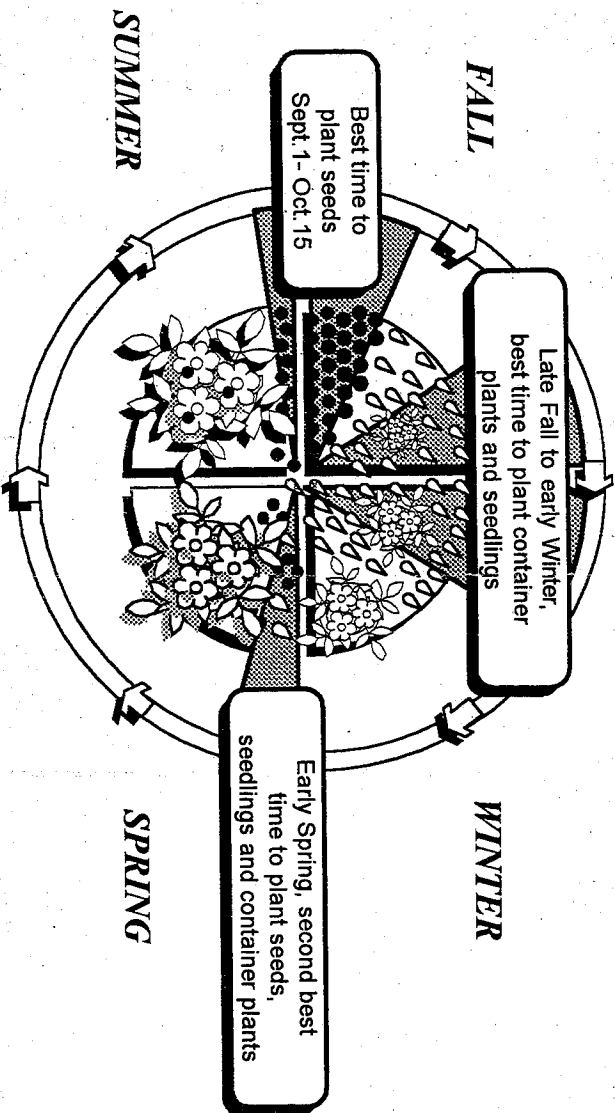 FALL
WINTER
Late Fall to early Winter,
best time to plant container
plants and seedlings
Best time to
plant seeds
Sept. 1- Oct. 15
Early Spring, second best
time to plant seeds,
seedlings and container plants
SUMMER
SPRING